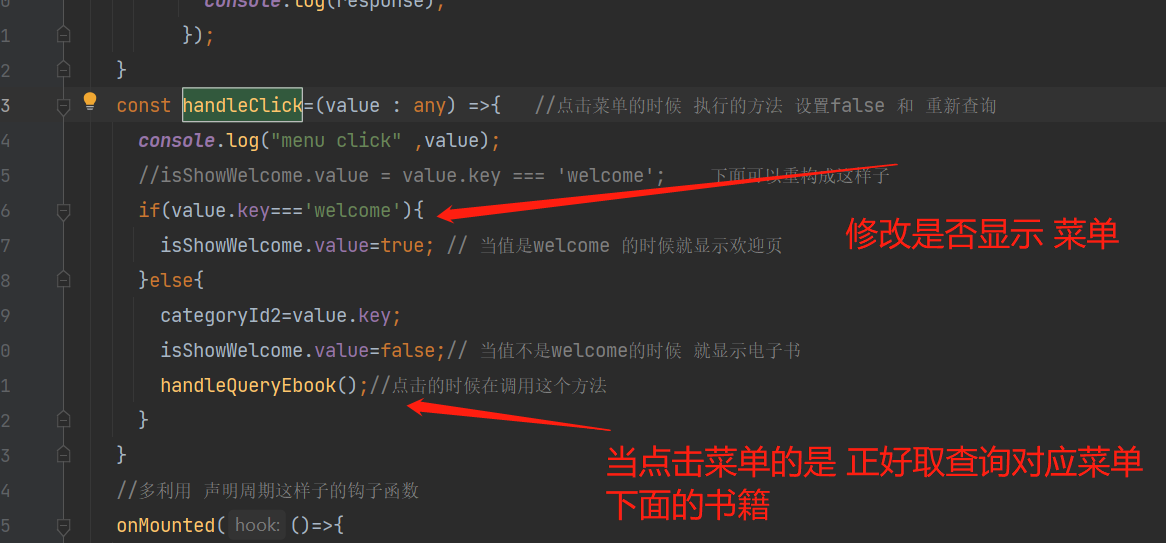 console.log(response);
1 });
2 }
3 const handleClick=(value : any) =>{ //点击菜单的时候 执行的方法 设置false 和 重新查询
4 console.log("menu click" ,value);
5 //isShowWelcome.value = value.key === 'welcome'; 下面可以重构成这样子
6 if(value.key==='welcome'){
修改是否显示 菜单
7 isShowWelcome.value=true; // 当值是welcome 的时候就显示欢迎页
8 }else{
9 categoryId2=value.key;
0 isShowWelcome.value=false;// 当值不是welcome的时候 就显示电子书
1 handleQueryEbook();//点击的时候在调用这个方法
2 }
3 }
当点击菜单的是 正好取查询对应菜单
下面的书籍
4 //多利用 声明周期这样子的钩子函数
5 onMounted( hook: ()=>{